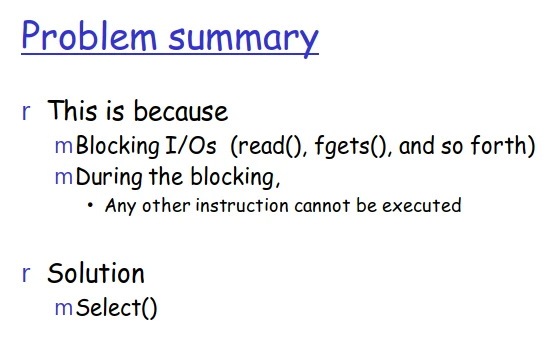 Problem summary
r This is because
m Blocking I/Os (read(), fgets(), and so forth)
m During the blocking,
• Any other instruction cannot be executed
r Solution
m Select()